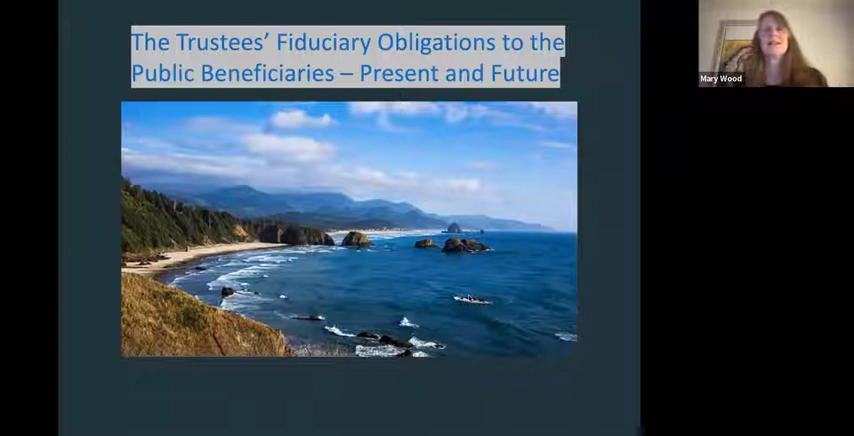 The Trustees’ Fiduciary Obligations to the
Public Beneficiaries – Present and Future
Mary Wood